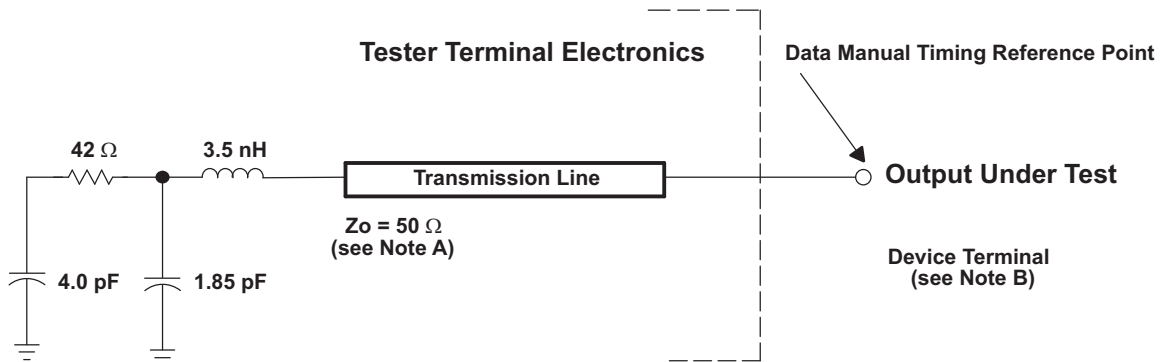 Tester Terminal Electronics
Data Manual Timing Reference Point
42 Ω
3.5 nH
Transmission Line
Output Under Test
Zo = 50 Ω
(see Note A)
4.0 pF
1.85 pF
Device Terminal
(see Note B)